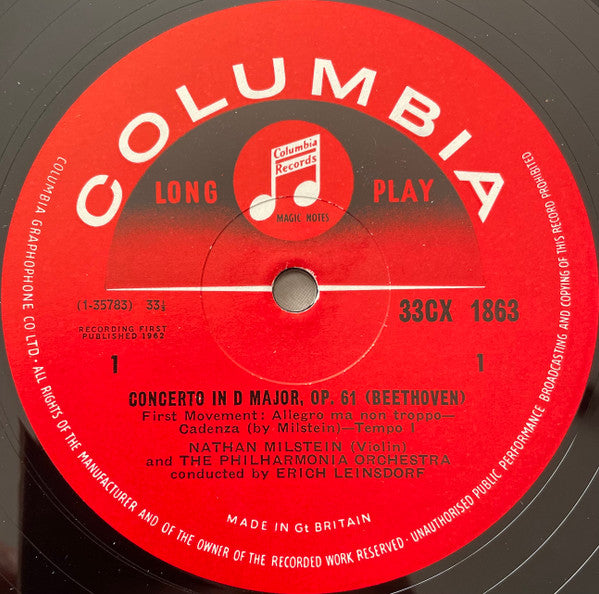 COLUMBIA
Columbia
Records
LONG PLAY
MAGIC NOTES
(1-35783) 33⅓
33CX 1863
RECORDING FIRST
PUBLISHED 1962
1
1
CONCERTO IN D MAJOR, OP. 61 (BEETHOVEN)
First Movement: Allegro ma non troppo—
Cadenza (by Milstein)—Tempo I
NATHAN MILSTEIN (Violin)
and THE PHILHARMONIA ORCHESTRA
conducted by ERICH LEINSDORF
MADE IN Gt BRITAIN
COLUMBIA GRAPHOPHONE CO LTD. · ALL RIGHTS OF THE MANUFACTURER AND OF THE OWNER OF THE RECORDED WORK RESERVED · UNAUTHORISED PUBLIC PERFORMANCE BROADCASTING AND COPYING OF THIS RECORD PROHIBITED